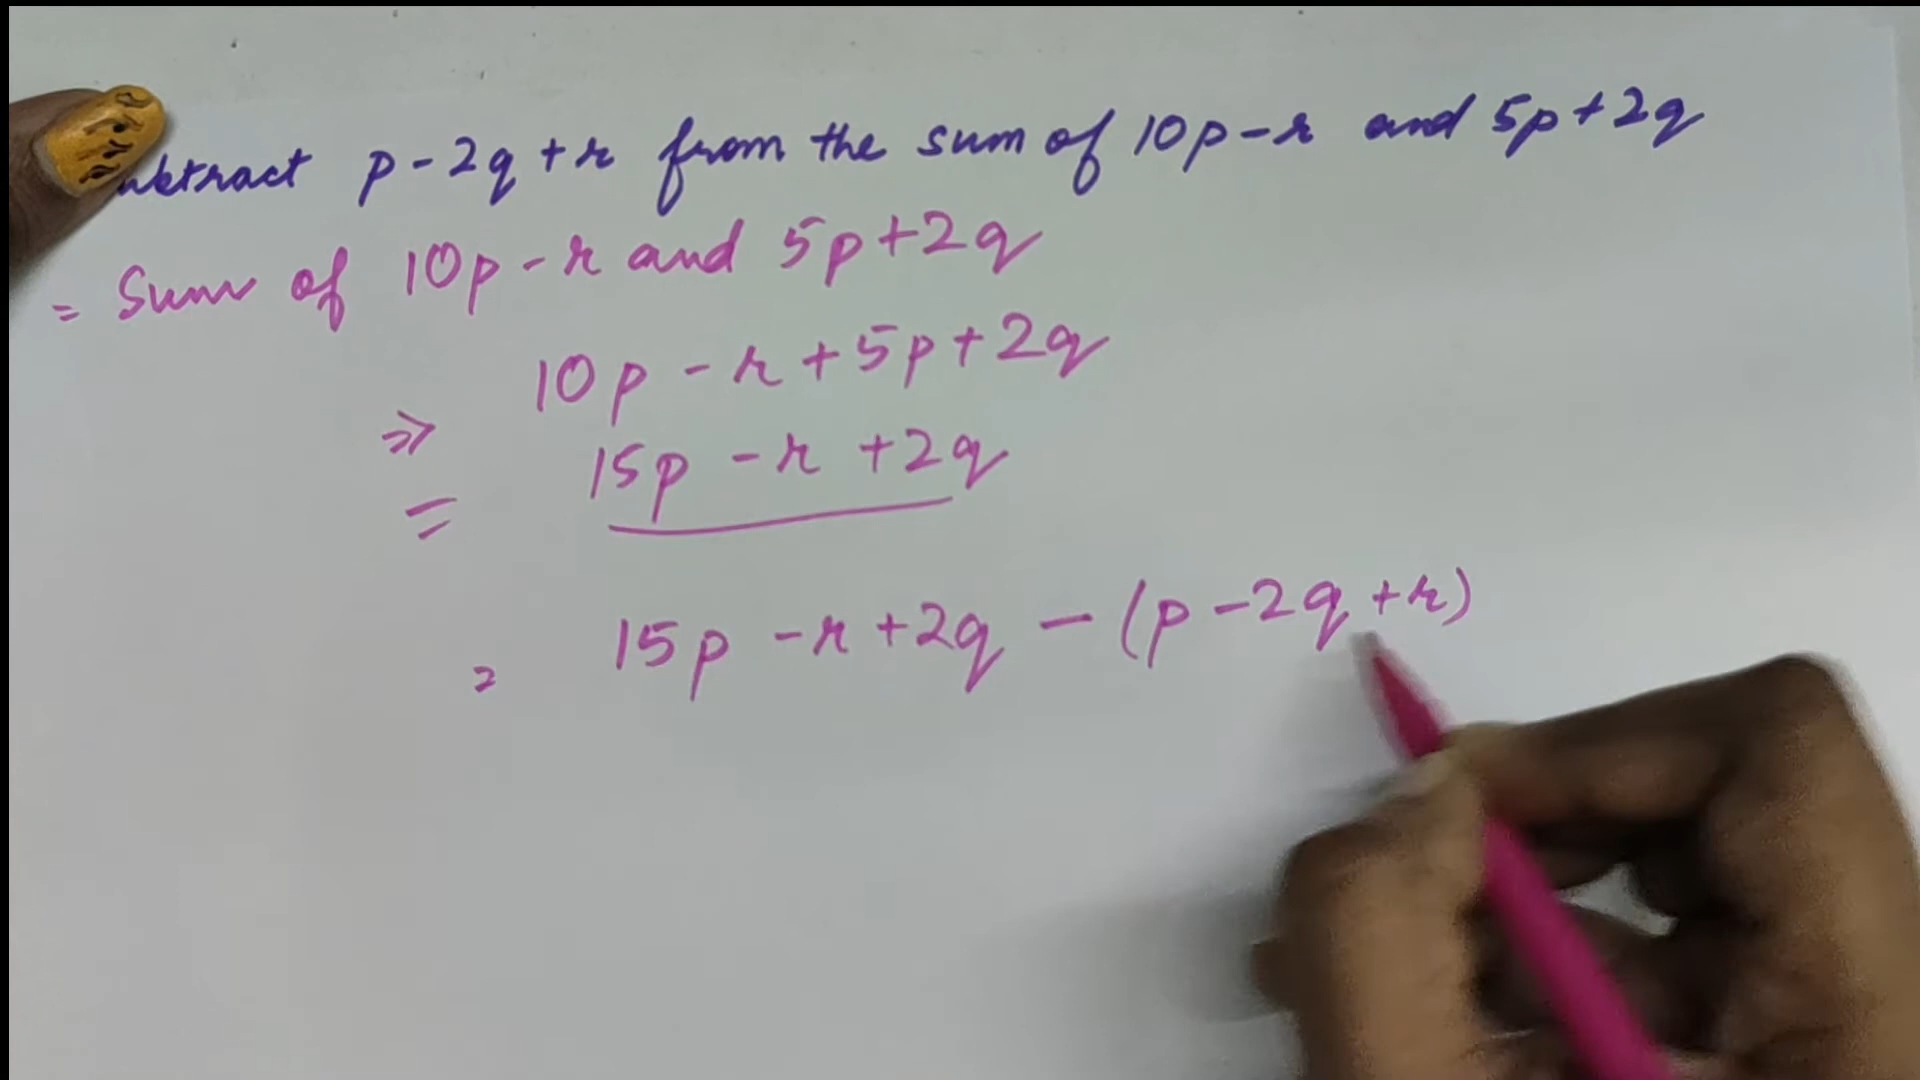 ubtract p-2q+r from the sum of 10p-r and 5p+2q
= Sum of 10p-r and 5p+2q
10p-r+5p+2q
⇒
15p-r+2q
=
= 15p-r+2q-(p-2q+r)